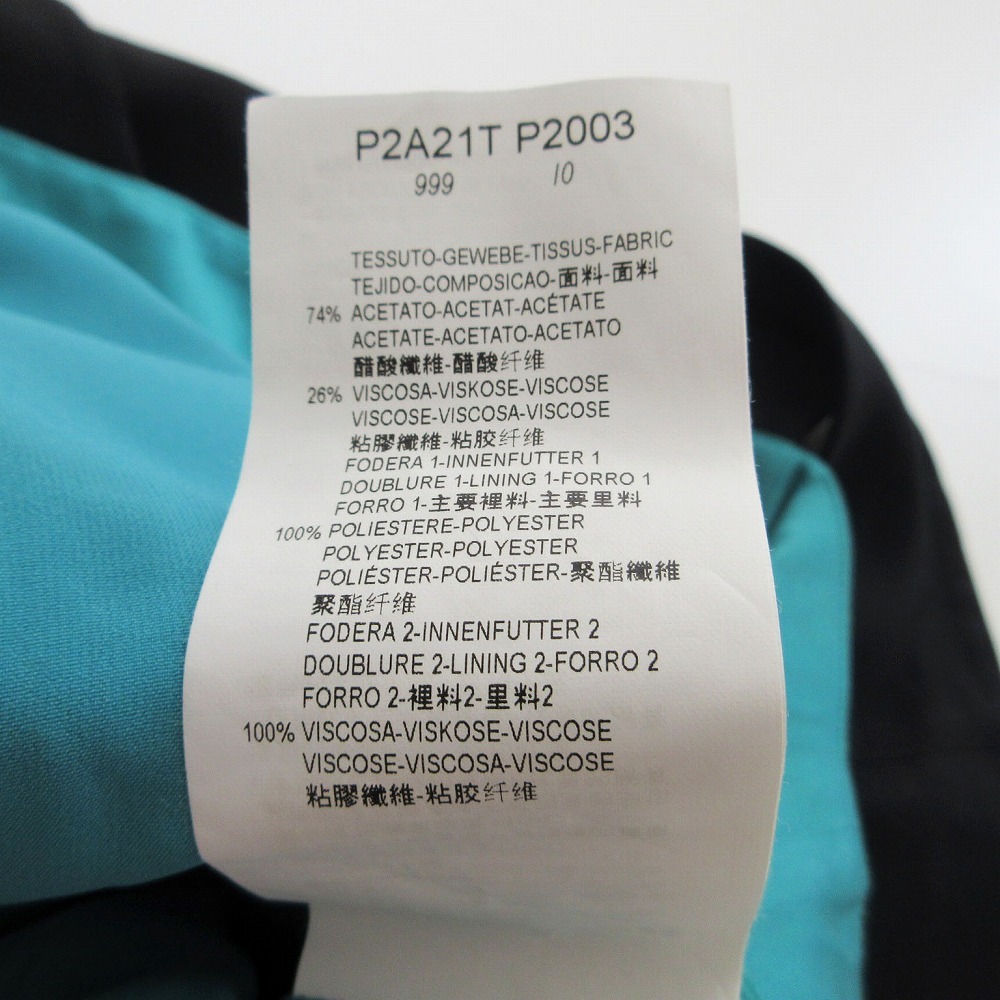 P2A21T P2003
999 10
TESSUTO-GEWEBE-TISSUS-FABRIC
TEJIDO-COMPOSICAO-面料-面料
74% ACETATO-ACETAT-ACÉTATE
ACETATE-ACETATO-ACETATO
醋酸纖維-醋酸纤维
26% VISCOSA-VISKOSE-VISCOSE
VISCOSE-VISCOSA-VISCOSE
粘膠纖維-粘胶纤维
FODERA 1-INNENFUTTER 1
DOUBLURE 1-LINING 1-FORRO 1
FORRO 1-主要裡料-主要里料
100% POLIESTERE-POLYESTER
POLYESTER-POLYESTER
POLIÉSTER-POLIÉSTER-聚酯纖維
聚酯纤维
FODERA 2-INNENFUTTER 2
DOUBLURE 2-LINING 2-FORRO 2
FORRO 2-裡料2-里料2
100% VISCOSA-VISKOSE-VISCOSE
VISCOSE-VISCOSA-VISCOSE
粘膠纖維-粘胶纤维